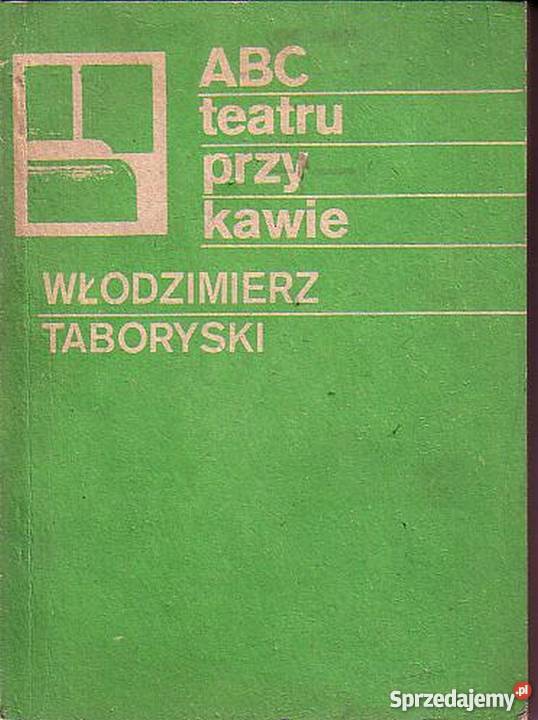 ABC
teatru
przy
kawie
WŁODZIMIERZ
TABORYSKI
Sprzedajemy.pl